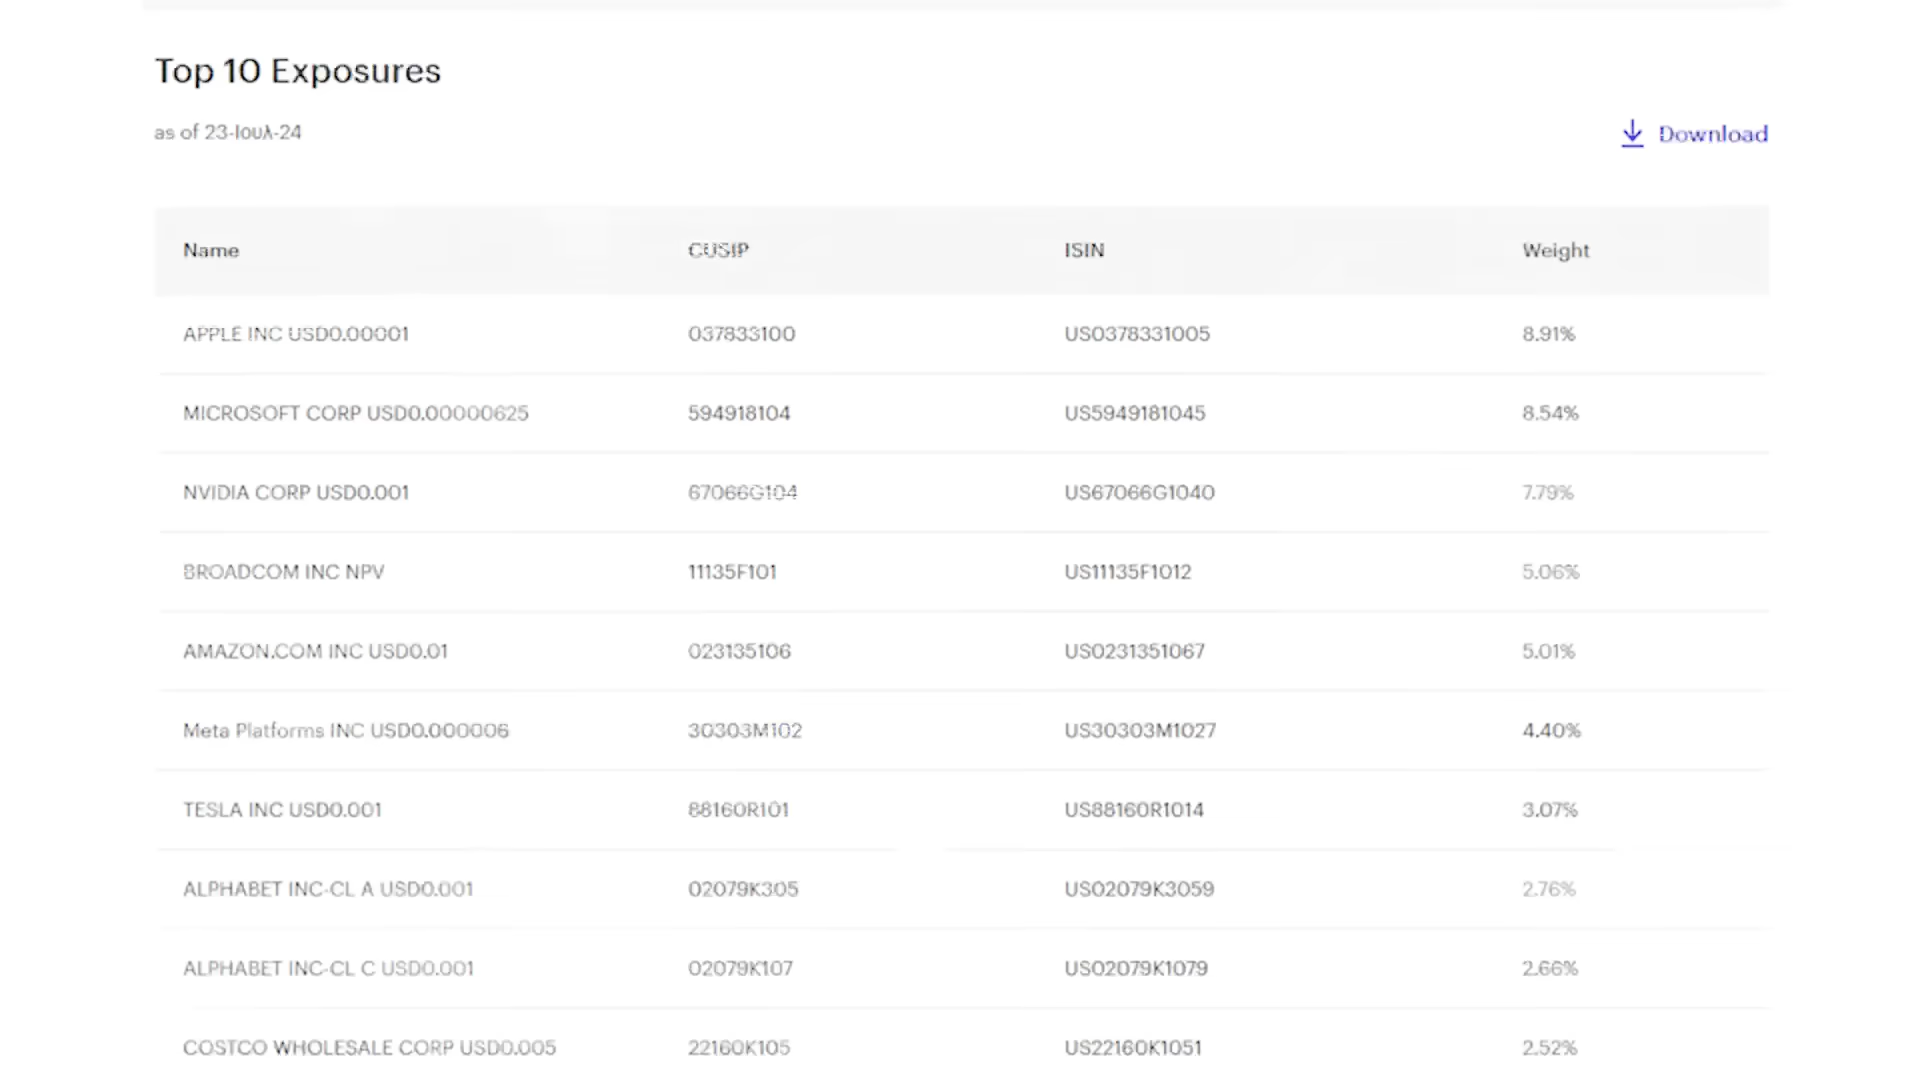 Top 10 Exposures
as of 23-Ιουλ-24
Download
Name CUSIP ISIN Weight
APPLE INC USD0.00001 037833100 US0378331005 8.91%
MICROSOFT CORP USD0.00000625 594918104 US5949181045 8.54%
NVIDIA CORP USD0.001 67066G104 US67066G1040 7.79%
BROADCOM INC NPV 11135F101 US11135F1012 5.06%
AMAZON.COM INC USD0.01 023135106 US0231351067 5.01%
Meta Platforms INC USD0.000006 30303M102 US30303M1027 4.40%
TESLA INC USD0.001 88160R101 US88160R1014 3.07%
ALPHABET INC-CL A USD0.001 02079K305 US02079K3059 2.76%
ALPHABET INC-CL C USD0.001 02079K107 US02079K1079 2.66%
COSTCO WHOLESALE CORP USD0.005 22160K105 US22160K1051 2.52%